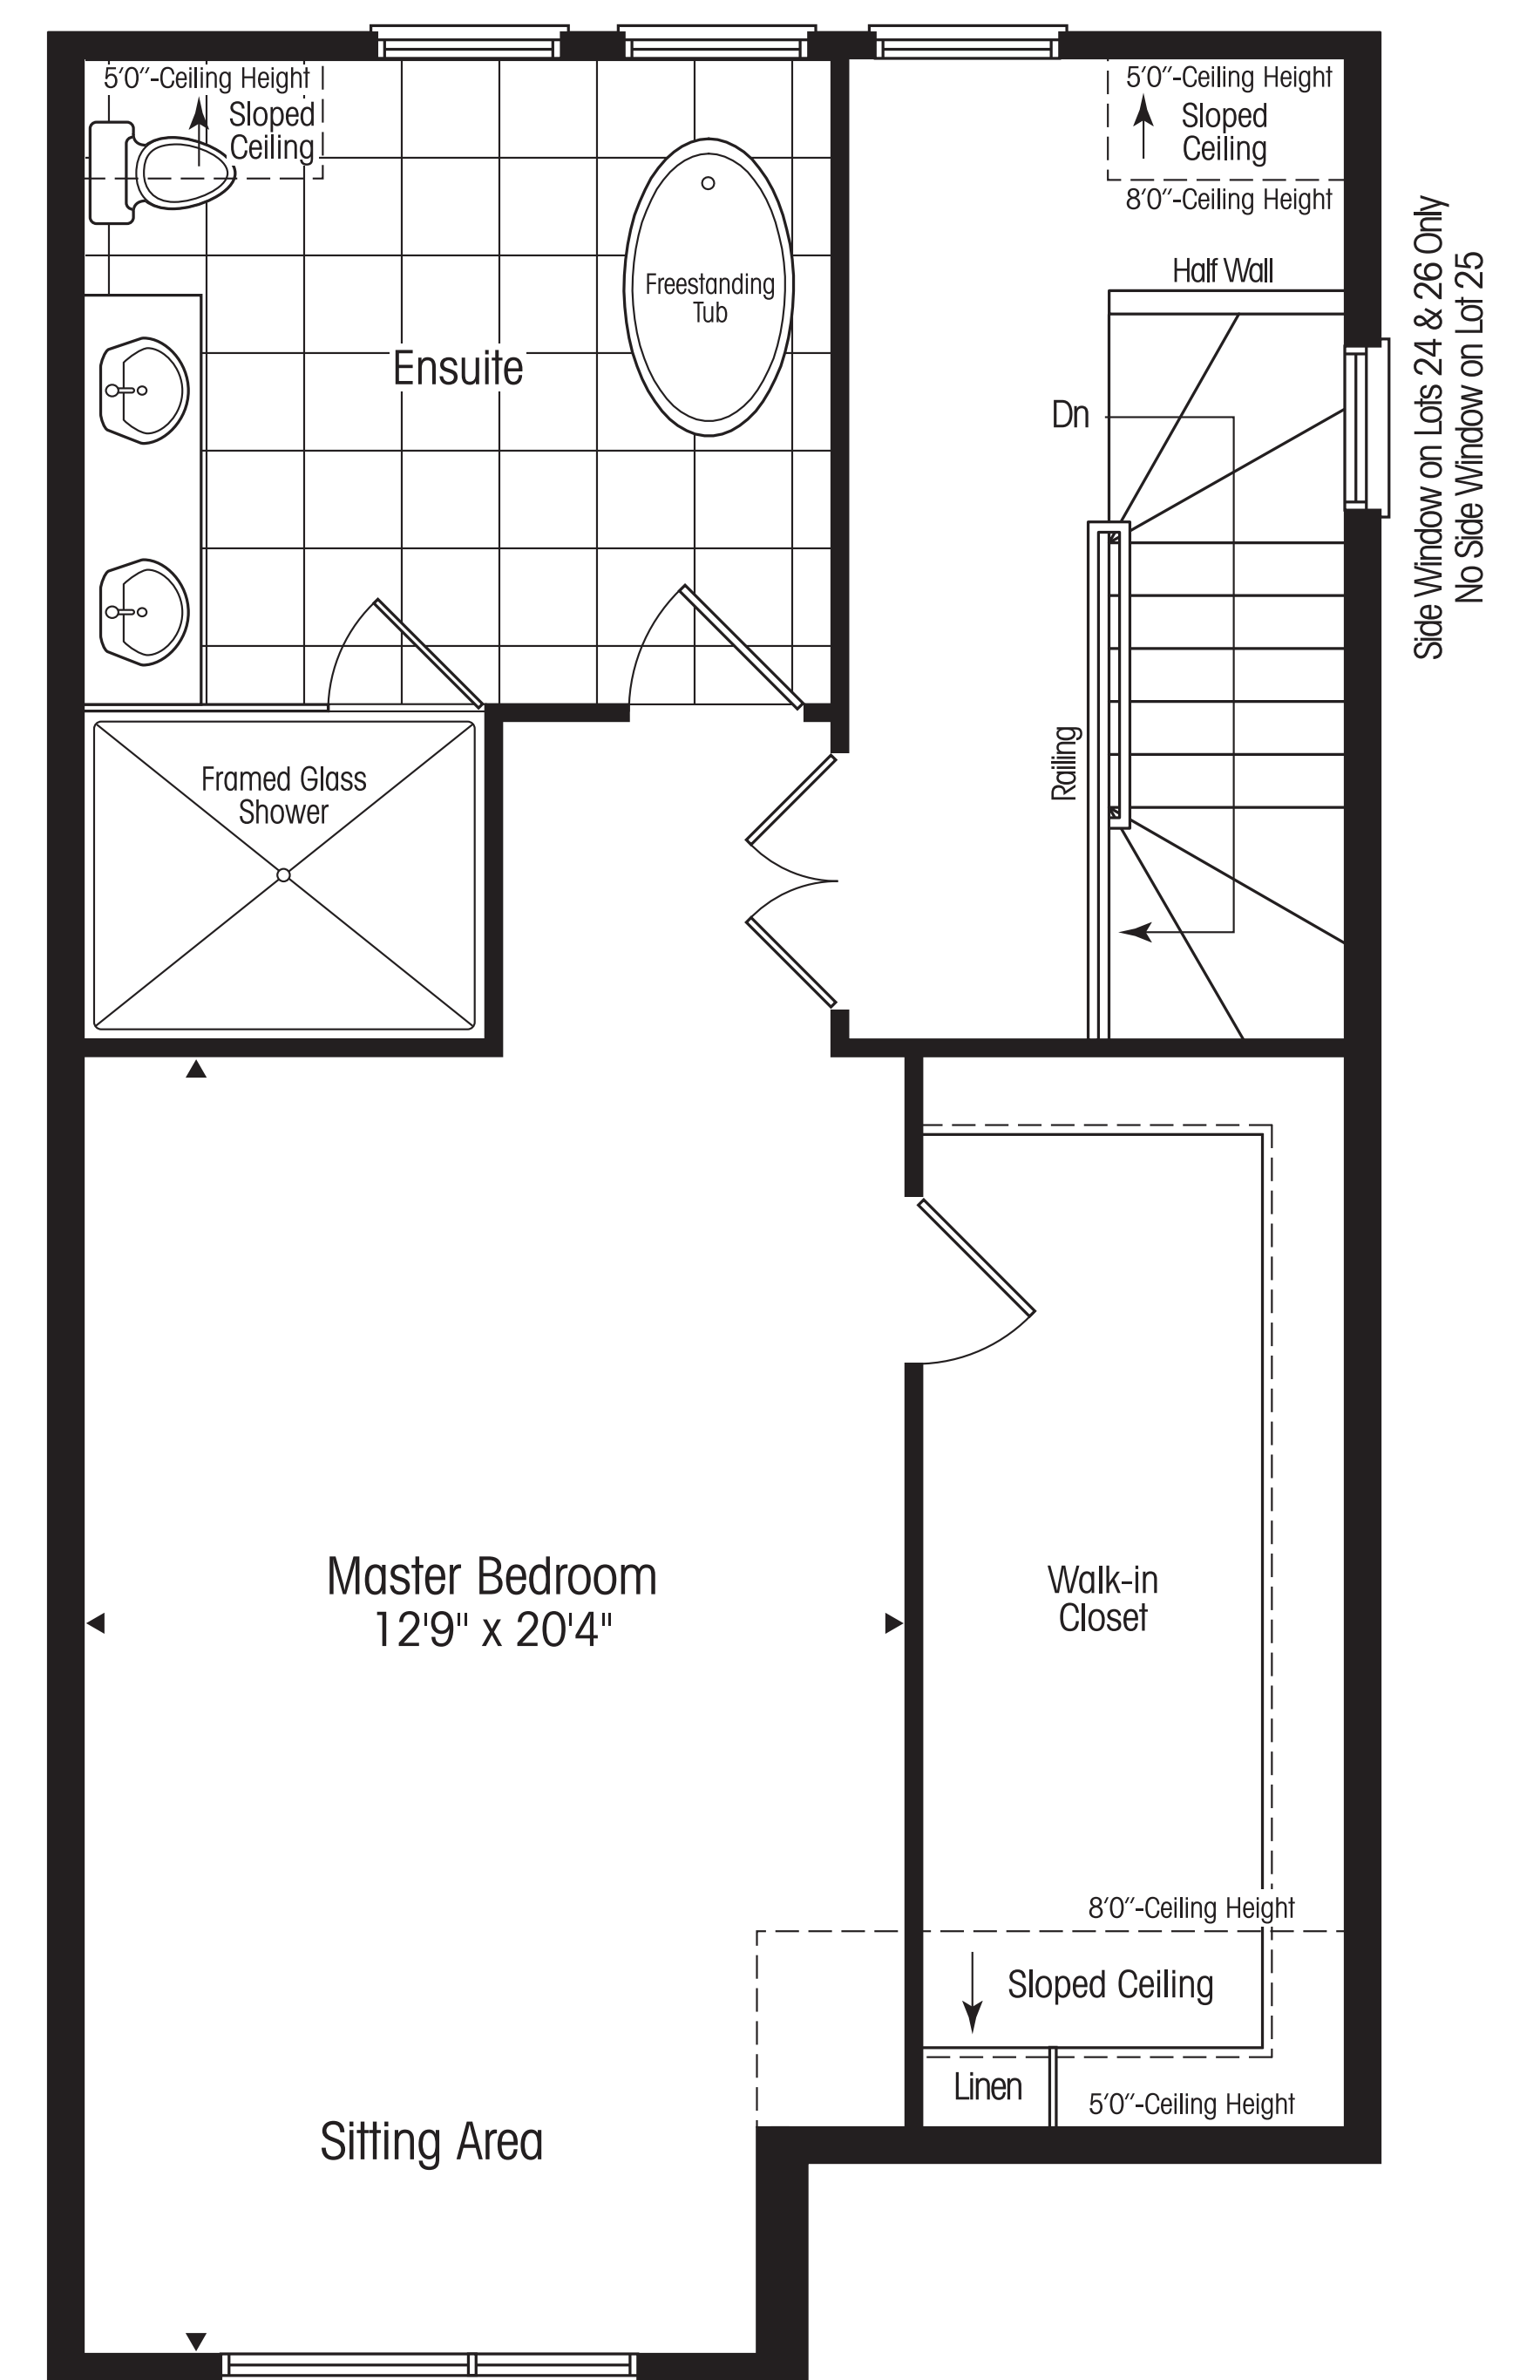 5'0"-Ceiling Height
Sloped
Ceiling
5'0"-Ceiling Height
Sloped
Ceiling
8'0"-Ceiling Height
Side Window on Lots 24 & 26 Only
No Side Window on Lot 25
Half Wall
Freestanding
Tub
Ensuite
Dn
Railing
Framed Glass
Shower
Master Bedroom
12'9" x 20'4"
Walk-in
Closet
8'0"-Ceiling Height
Sloped Ceiling
Linen
5'0"-Ceiling Height
Sitting Area